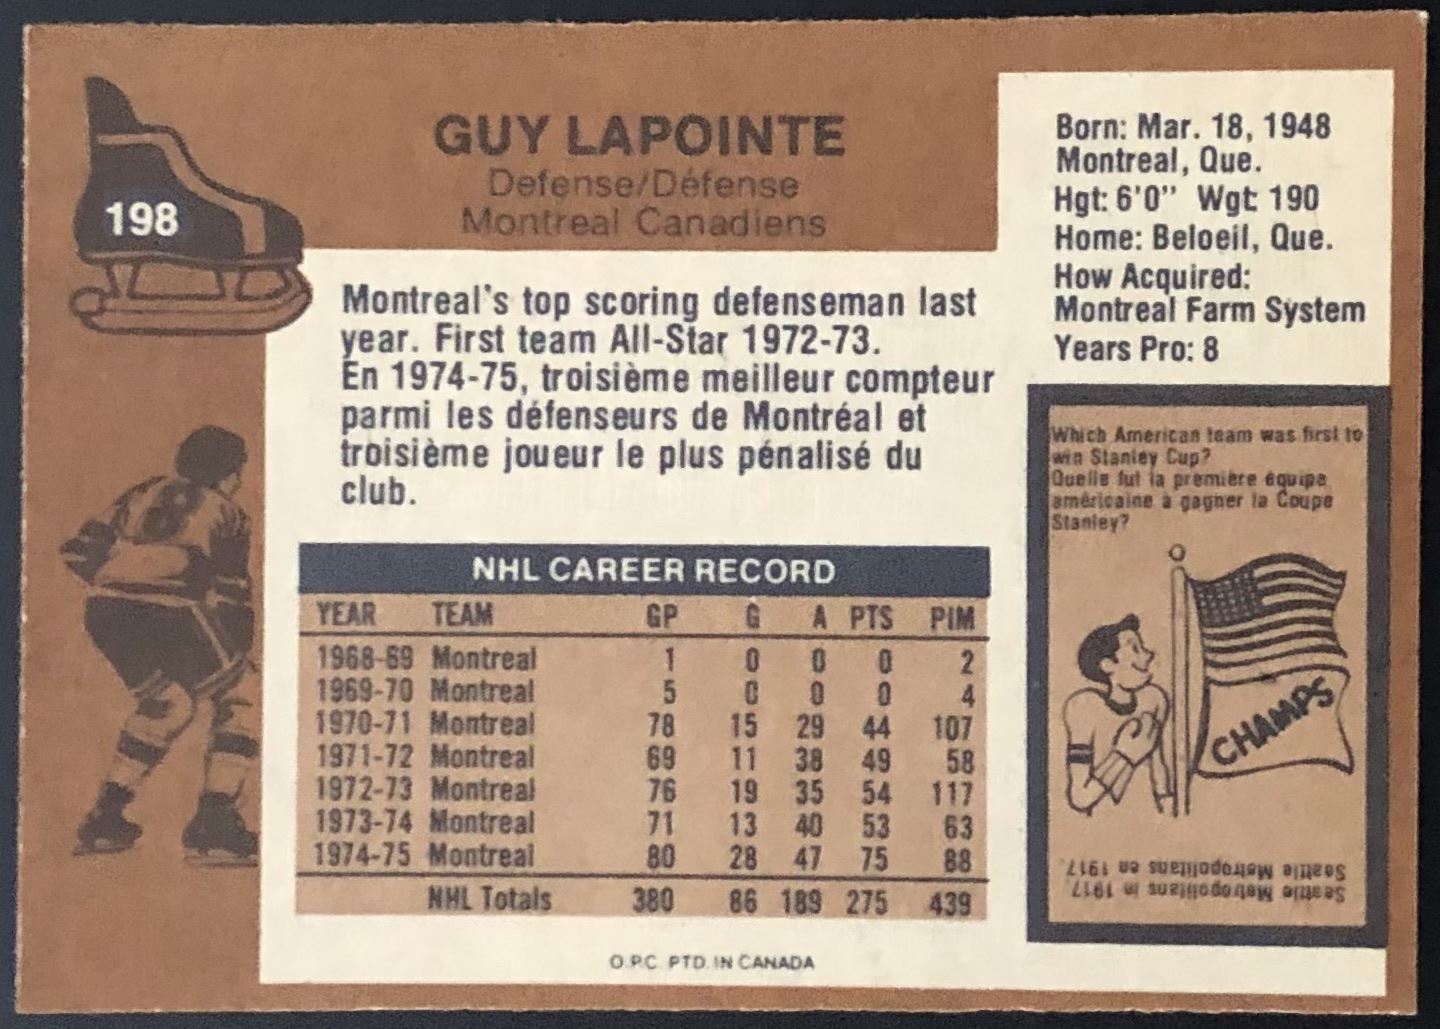 198
GUY LAPOINTE
Defense/Défense
Montreal Canadiens
Born: Mar. 18, 1948
Montreal, Que.
Hgt: 6'0" Wgt: 190
Home: Beloeil, Que.
How Acquired:
Montreal Farm System
Years Pro: 8
Montreal's top scoring defenseman last
year. First team All-Star 1972-73.
En 1974-75, troisième meilleur compteur
parmi les défenseurs de Montréal et
troisième joueur le plus pénalisé du
club.
NHL CAREER RECORD
YEAR TEAM GP G A PTS PIM
1968-69 Montreal 1 0 0 0 2
1969-70 Montreal 5 0 0 0 4
1970-71 Montreal 78 15 29 44 107
1971-72 Montreal 69 11 38 49 58
1972-73 Montreal 76 19 35 54 117
1973-74 Montreal 71 13 40 53 63
1974-75 Montreal 80 28 47 75 88
NHL Totals 380 86 189 275 439
O.P.C. PTD. IN CANADA
Which American team was first to
win Stanley Cup?
Quelle fut la première équipe
américaine à gagner la Coupe
Stanley?
CHAMPS
Seattle Metropolitans in 1917.
Seattle Metropolitans en 1917.